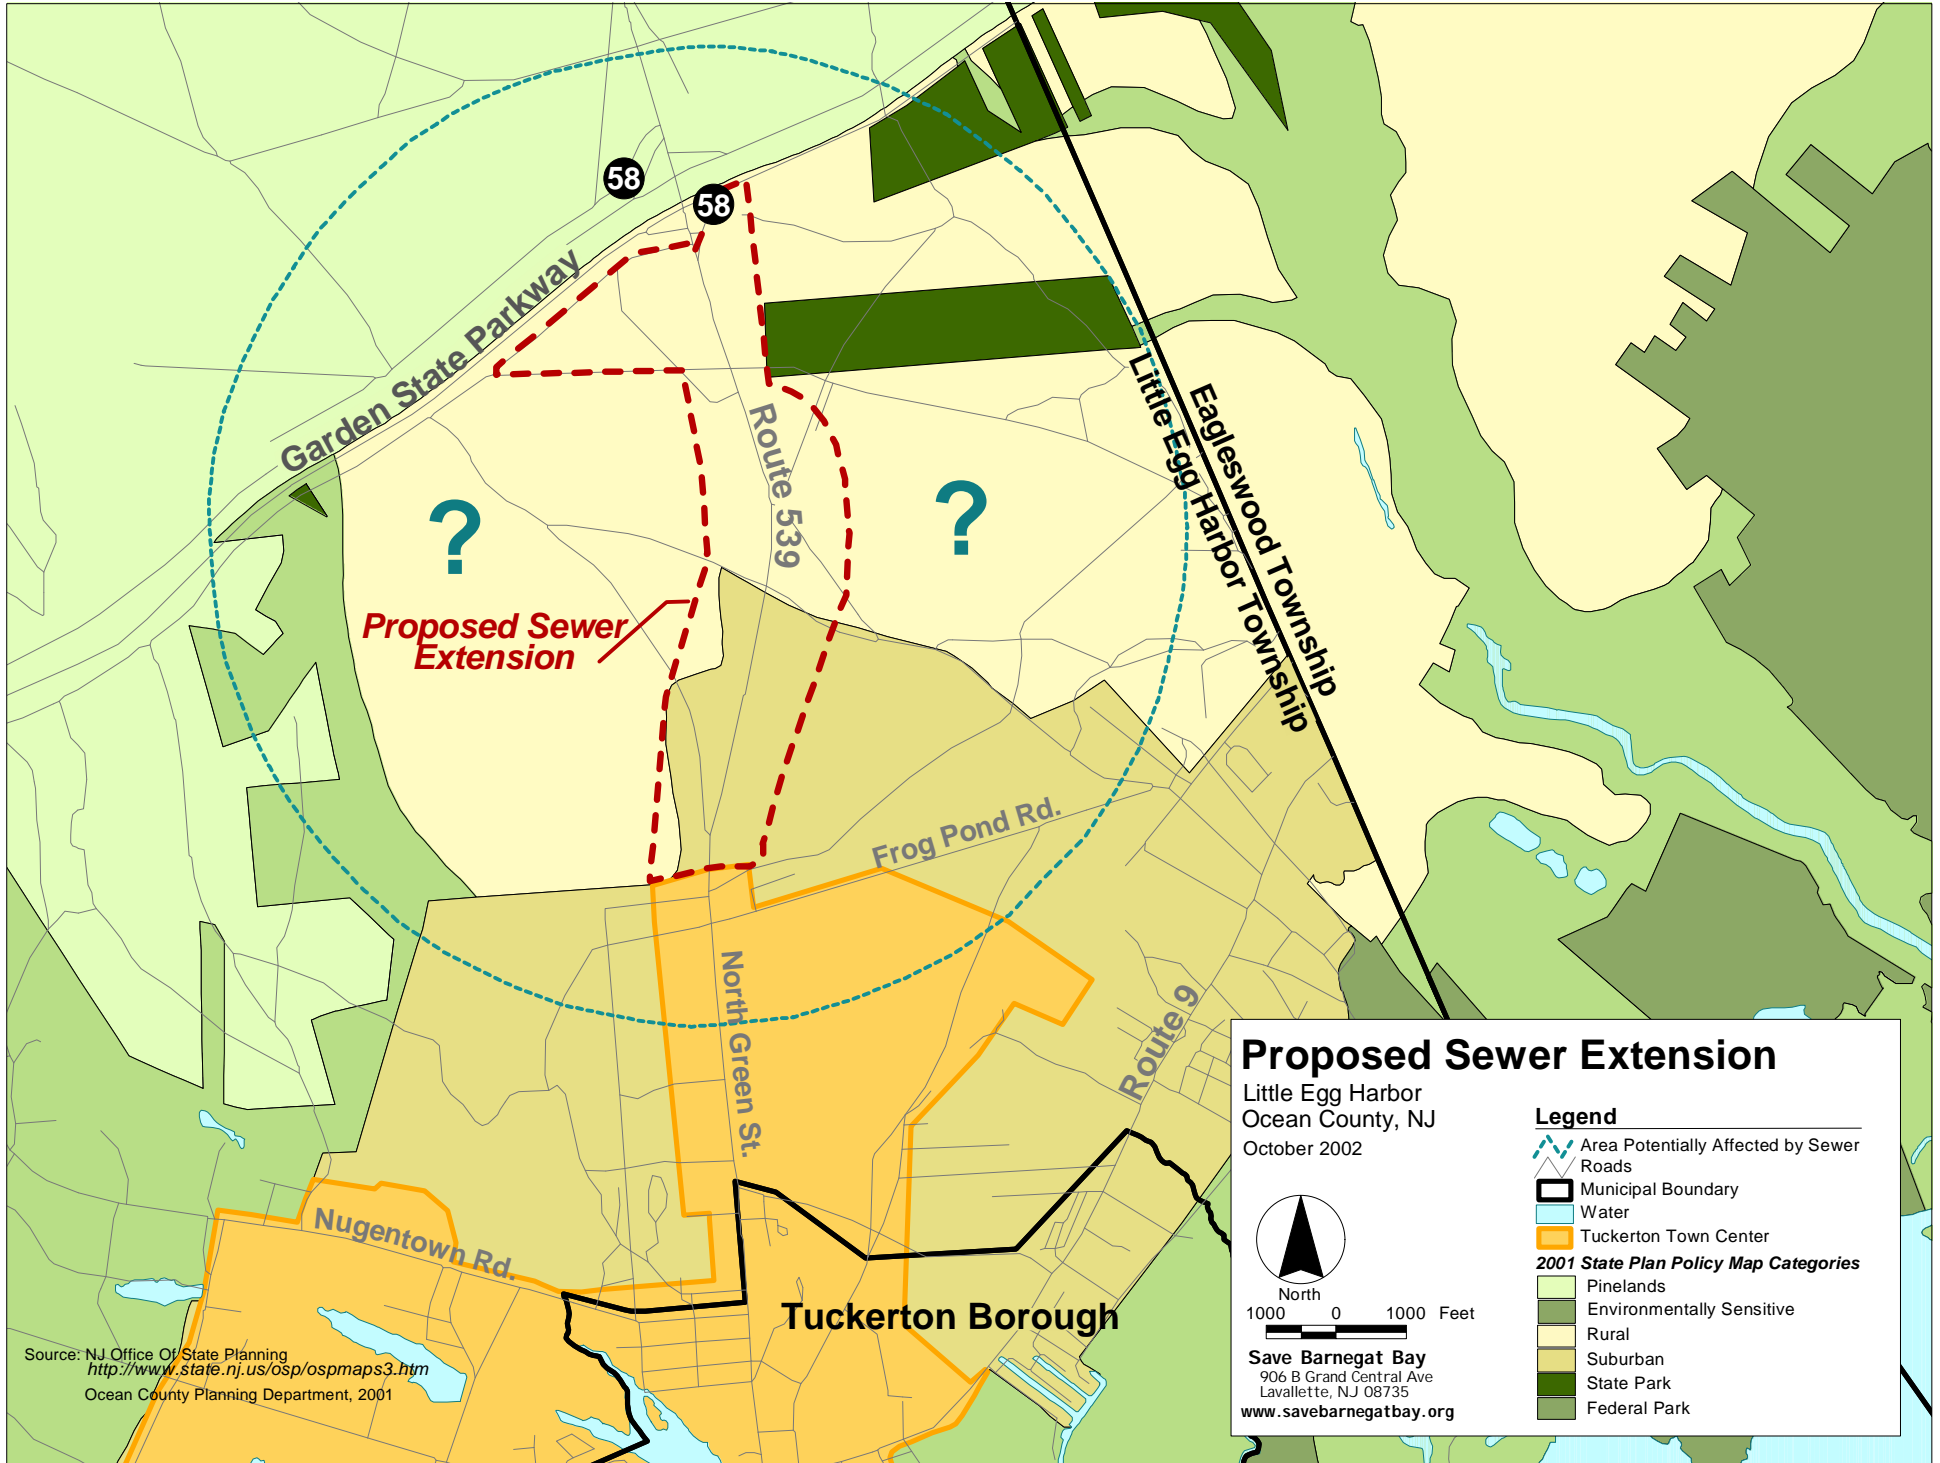 58
58
Garden State Parkway
Route 539
Little Egg Harbor Township
Eagleswood Township
?
?
Proposed Sewer
Extension
Frog Pond Rd.
North Green St.
Route 9
Nugentown Rd.
Tuckerton Borough
Source: NJ Office Of State Planning
http://www.state.nj.us/osp/ospmaps3.htm
Ocean County Planning Department, 2001
Proposed Sewer Extension
Little Egg Harbor
Ocean County, NJ
October 2002
North
1000 0 1000 Feet
Save Barnegat Bay
906 B Grand Central Ave
Lavallette, NJ 08735
www.savebarnegatbay.org
Legend
Area Potentially Affected by Sewer
Roads
Municipal Boundary
Water
Tuckerton Town Center
2001 State Plan Policy Map Categories
Pinelands
Environmentally Sensitive
Rural
Suburban
State Park
Federal Park